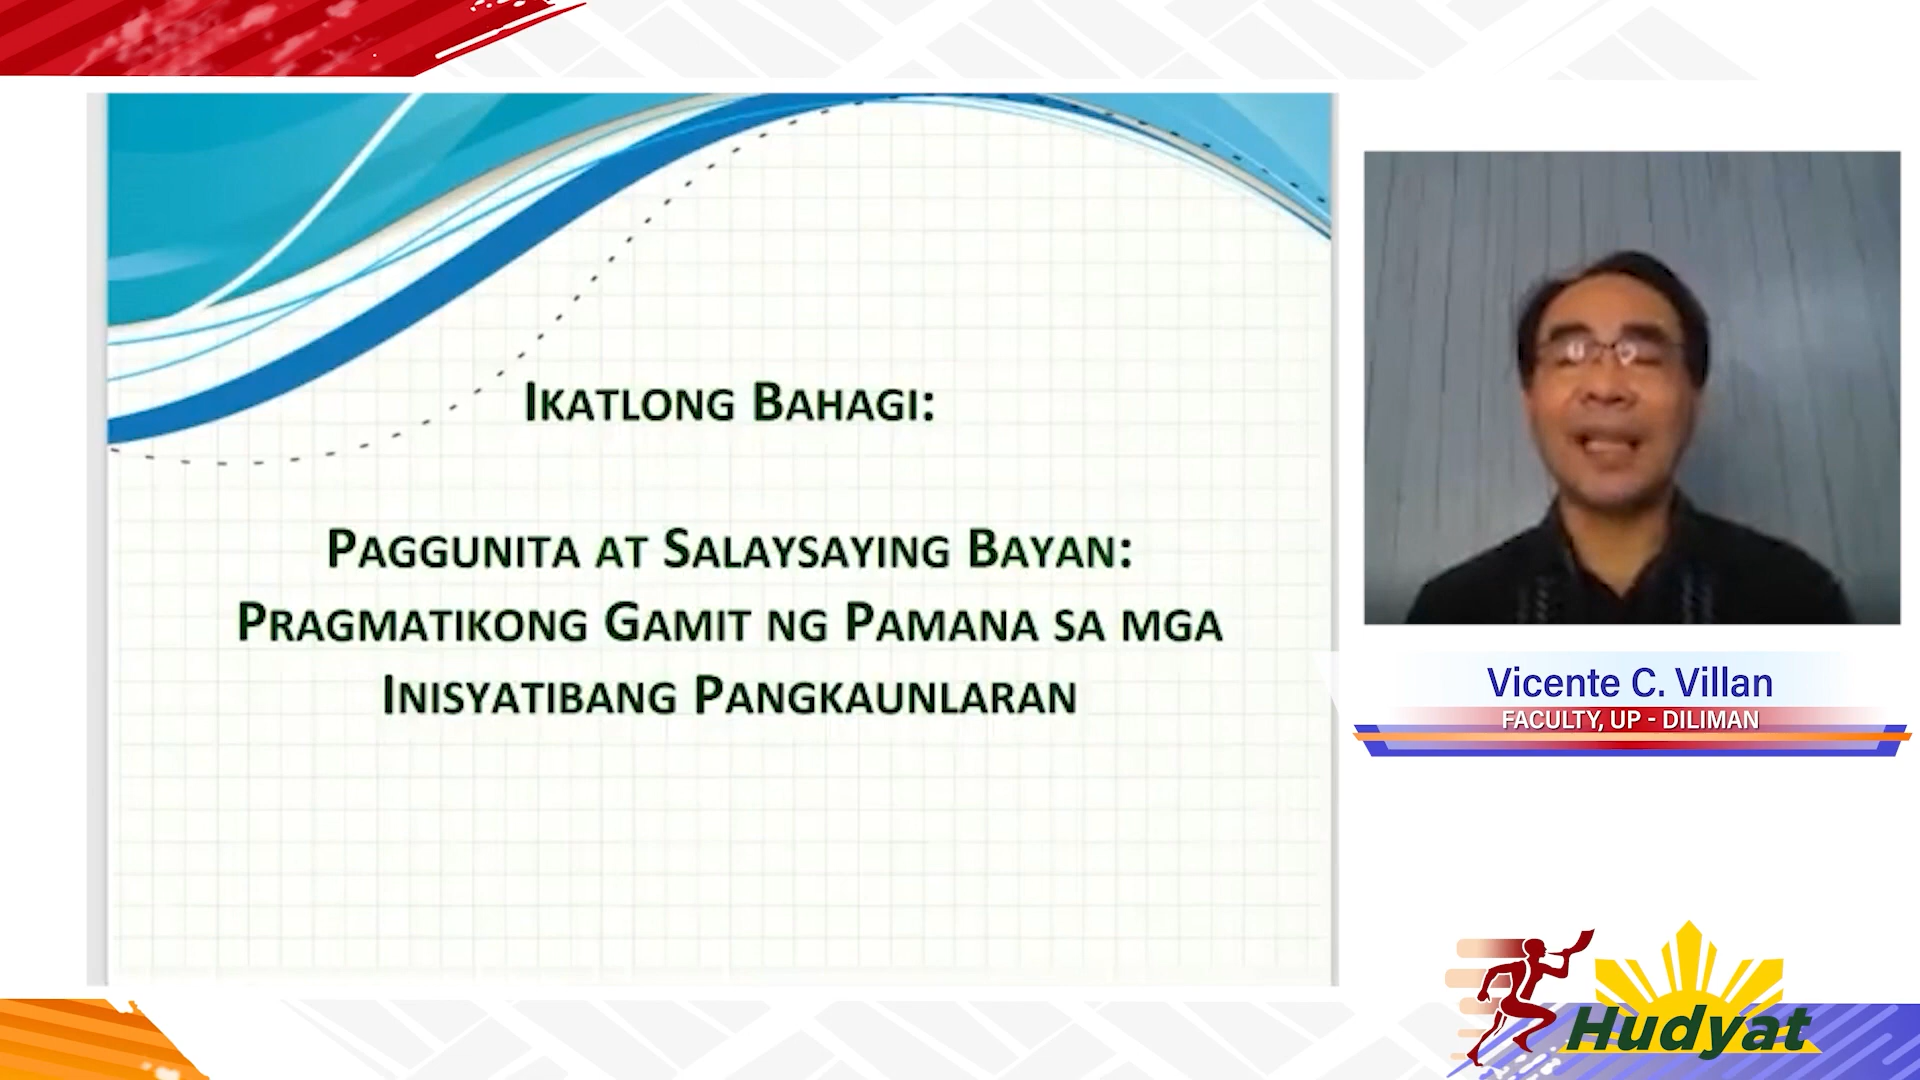 IKATLONG BAHAGI:
PAGGUNITA AT SALAYSAYING BAYAN:
PRAGMATIKONG GAMIT NG PAMANA SA MGA
INISYATIBANG PANGKAUNLARAN
Vicente C. Villan
FACULTY, UP - DILIMAN
Hudyat